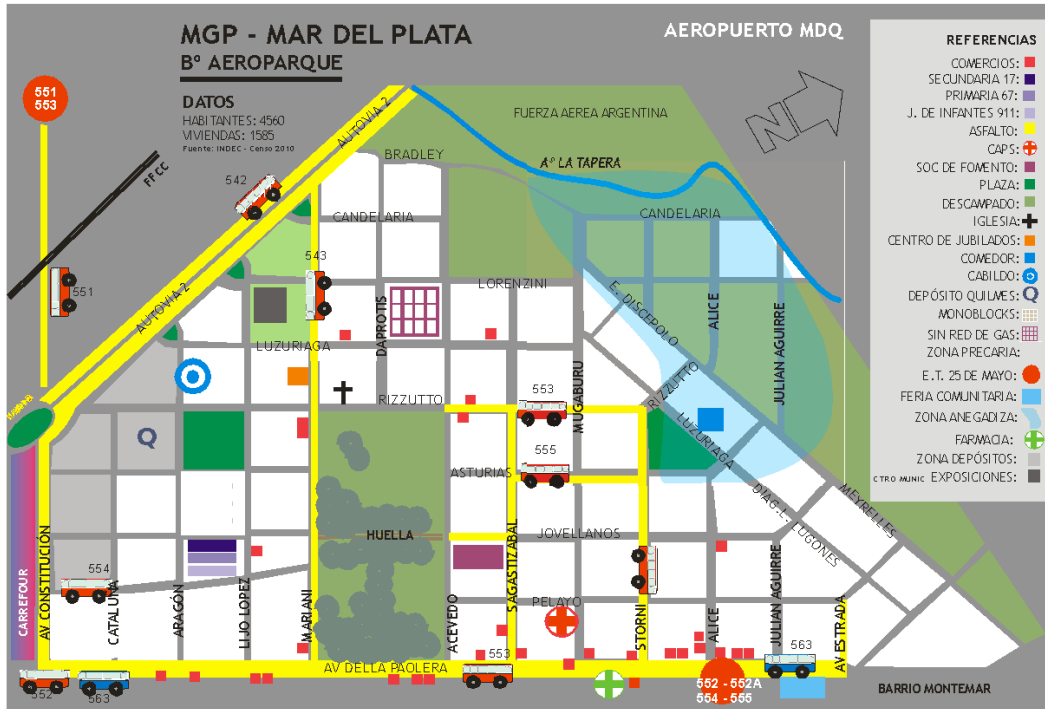 MGP - MAR DEL PLATA
Bº AEROPARQUE
AEROPUERTO MDQ
DATOS
HABITANTES: 4560
VIVIENDAS: 1585
Fuente: INDEC - Censo 2010
551
553
FFCC
AUTOVIA 2
FUERZA AEREA ARGENTINA
N
BRADLEY
Aº LA TAPERA
542
CANDELARIA
CANDELARIA
543
551
LORENZINI
E. DISCEPOLO
ALICE
JULIAN AGUIRRE
AUTOVIA 2
DAPROTIS
LUZURIAGA
RIZZUTTO
553
MUGABURU
RIZZUTTO
LUZURIAGA
Q
555
ASTURIAS
DIAG. L. LUGONES
MEYRELLES
HUELLA
JOVELLANOS
AV CONSTITUCIÓN
CARREFOUR
554
CATALUÑA
ARAGÓN
LIJO LOPEZ
MARIANI
ACEVEDO
S AGASTIZABAL
PELAYO
STORNI
ALICE
JULIAN AGUIRRE
AV ESTRADA
AV DELLA PAOLERA
553
563
552
563
552 - 552A
554 - 555
BARRIO MONTEMAR
REFERENCIAS
COMERCIOS:
SECUNDARIA 17:
PRIMARIA 67:
J. DE INFANTES 911:
ASFALTO:
CAPS:
SOC DE FOMENTO:
PLAZA:
DESCAMPADO:
IGLESIA:
CENTRO DE JUBILADOS:
COMEDOR:
CABILDO:
DEPÓSITO QUILMES: Q
MONOBLOCKS:
SIN RED DE GAS:
ZONA PRECARIA:
E.T. 25 DE MAYO:
FERIA COMUNITARIA:
ZONA ANEGADIZA:
FARMACIA:
ZONA DEPÓSITOS:
CTRO MUNIC EXPOSICIONES: